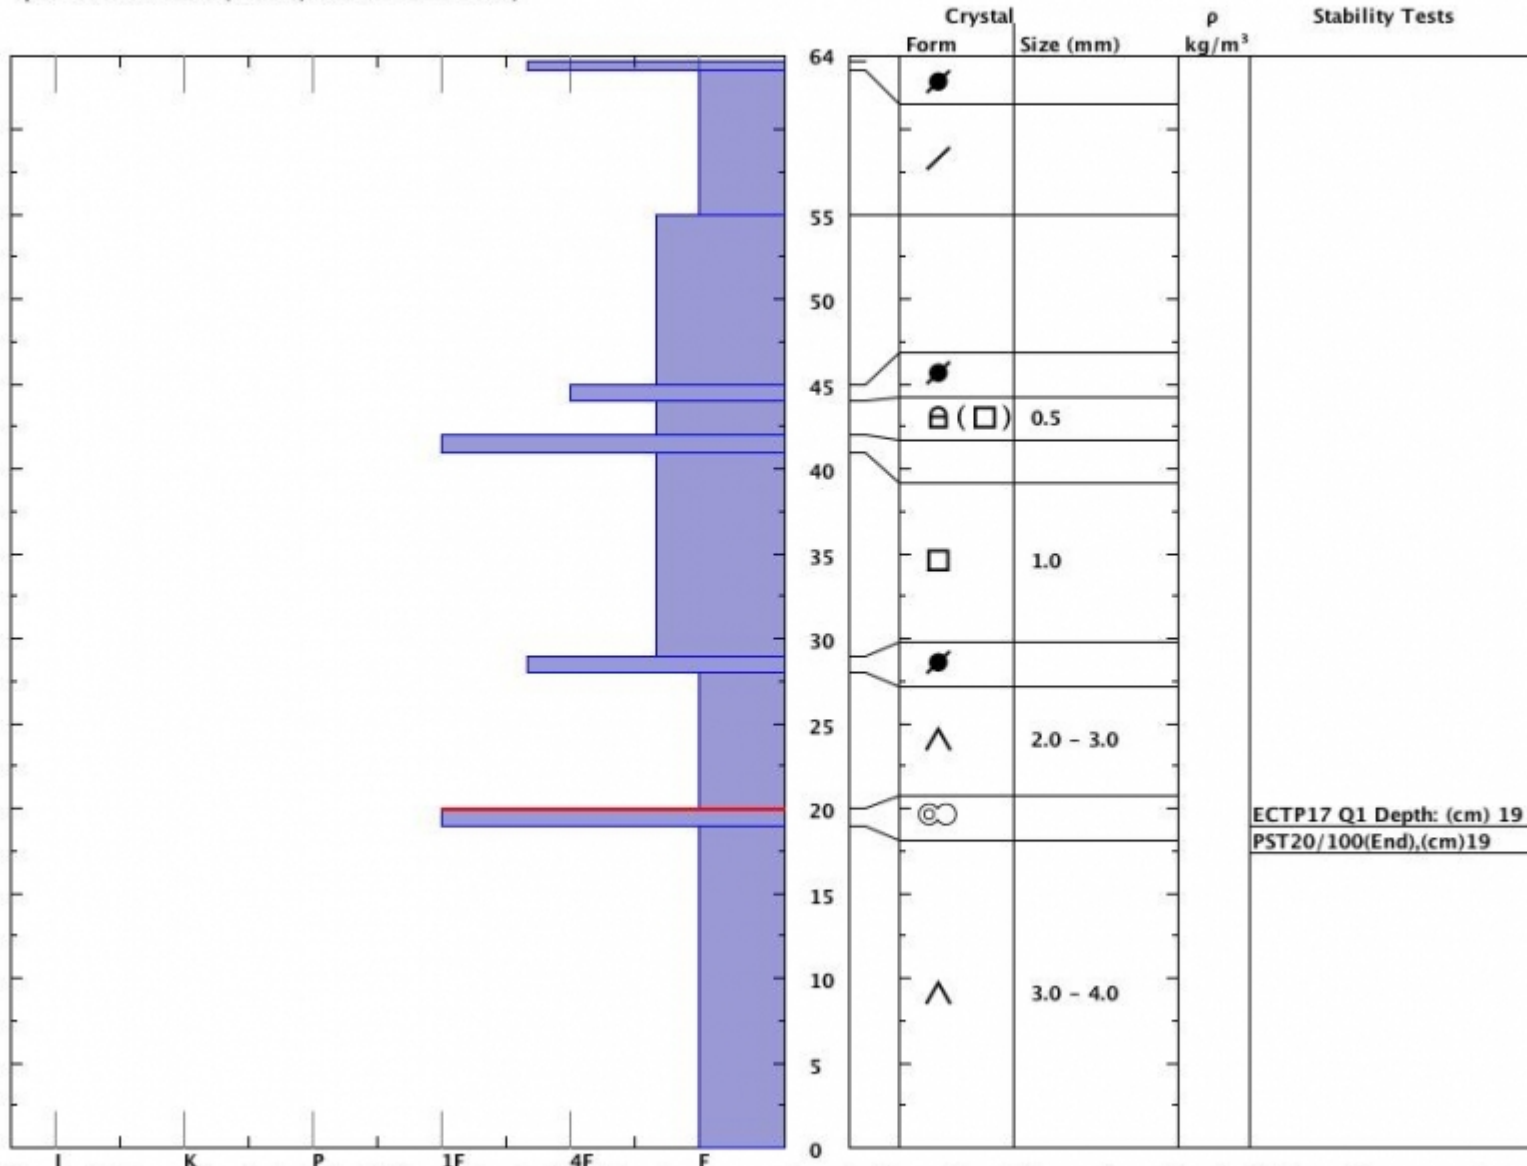 Crystal ρ Stability Tests
Form Size (mm) kg/m³
64
55
50
45
0.5
40
35 1.0
30
25 2.0 – 3.0
20 ECTP17 Q1 Depth: (cm) 19
PST20/100(End),(cm)19
15
10 3.0 – 4.0
5
0
I K P 1F 4F F